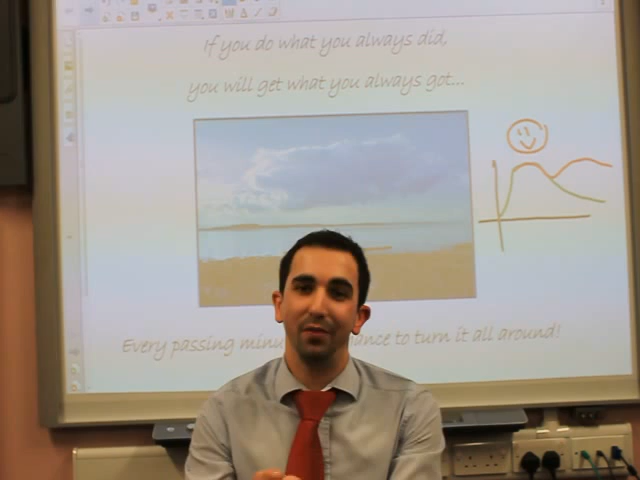 If you do what you always did,
you will get what you always got...
Every passing minu ance to turn it all around!